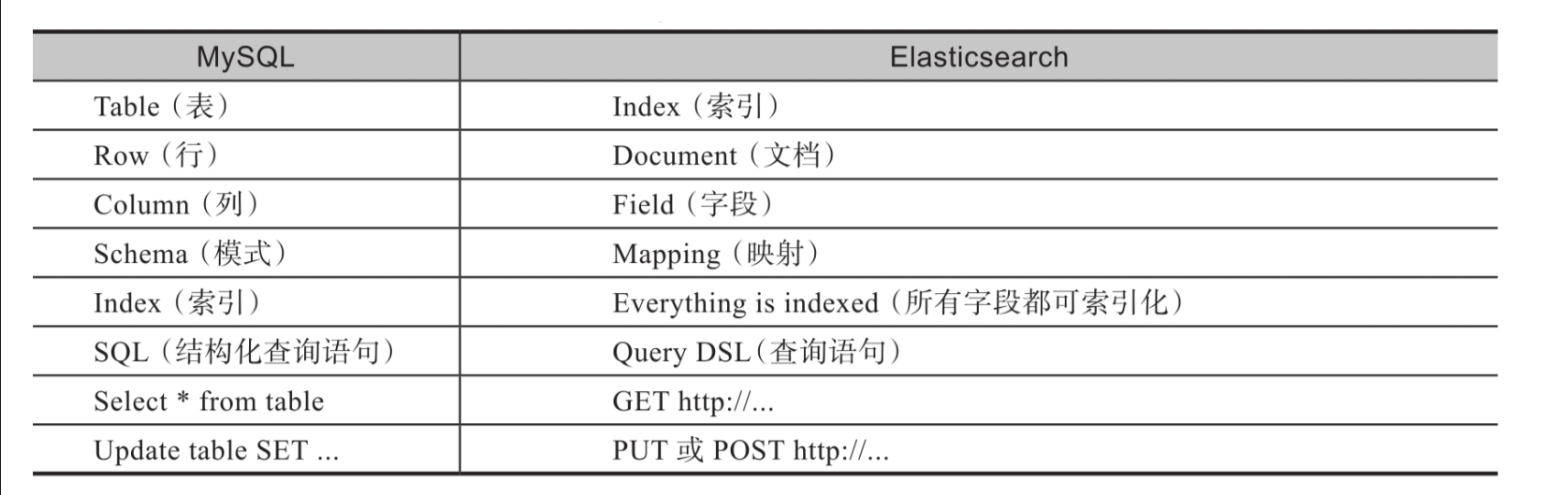 MySQL Elasticsearch
Table（表） Index（索引）
Row（行） Document（文档）
Column（列） Field（字段）
Schema（模式） Mapping（映射）
Index（索引） Everything is indexed（所有字段都可索引化）
SQL（结构化查询语句） Query DSL（查询语句）
Select * from table GET http://...
Update table SET ... PUT 或 POST http://...